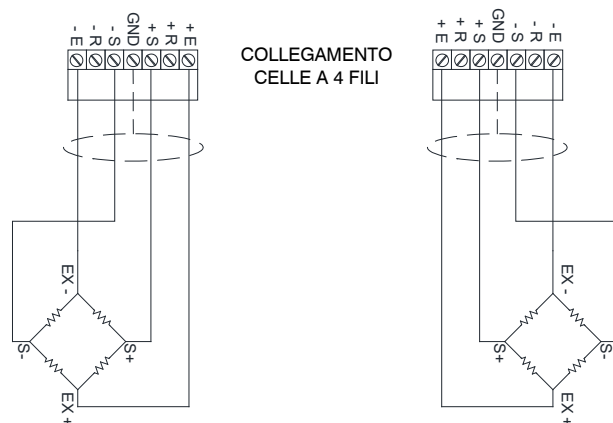 - E
- R
- S
GND
+ S
+ R
+ E
COLLEGAMENTO
CELLE A 4 FILI
+ E
+ R
+ S
GND
- S
- R
- E
EX -
S-
S+
EX +
EX -
S+
S-
EX +